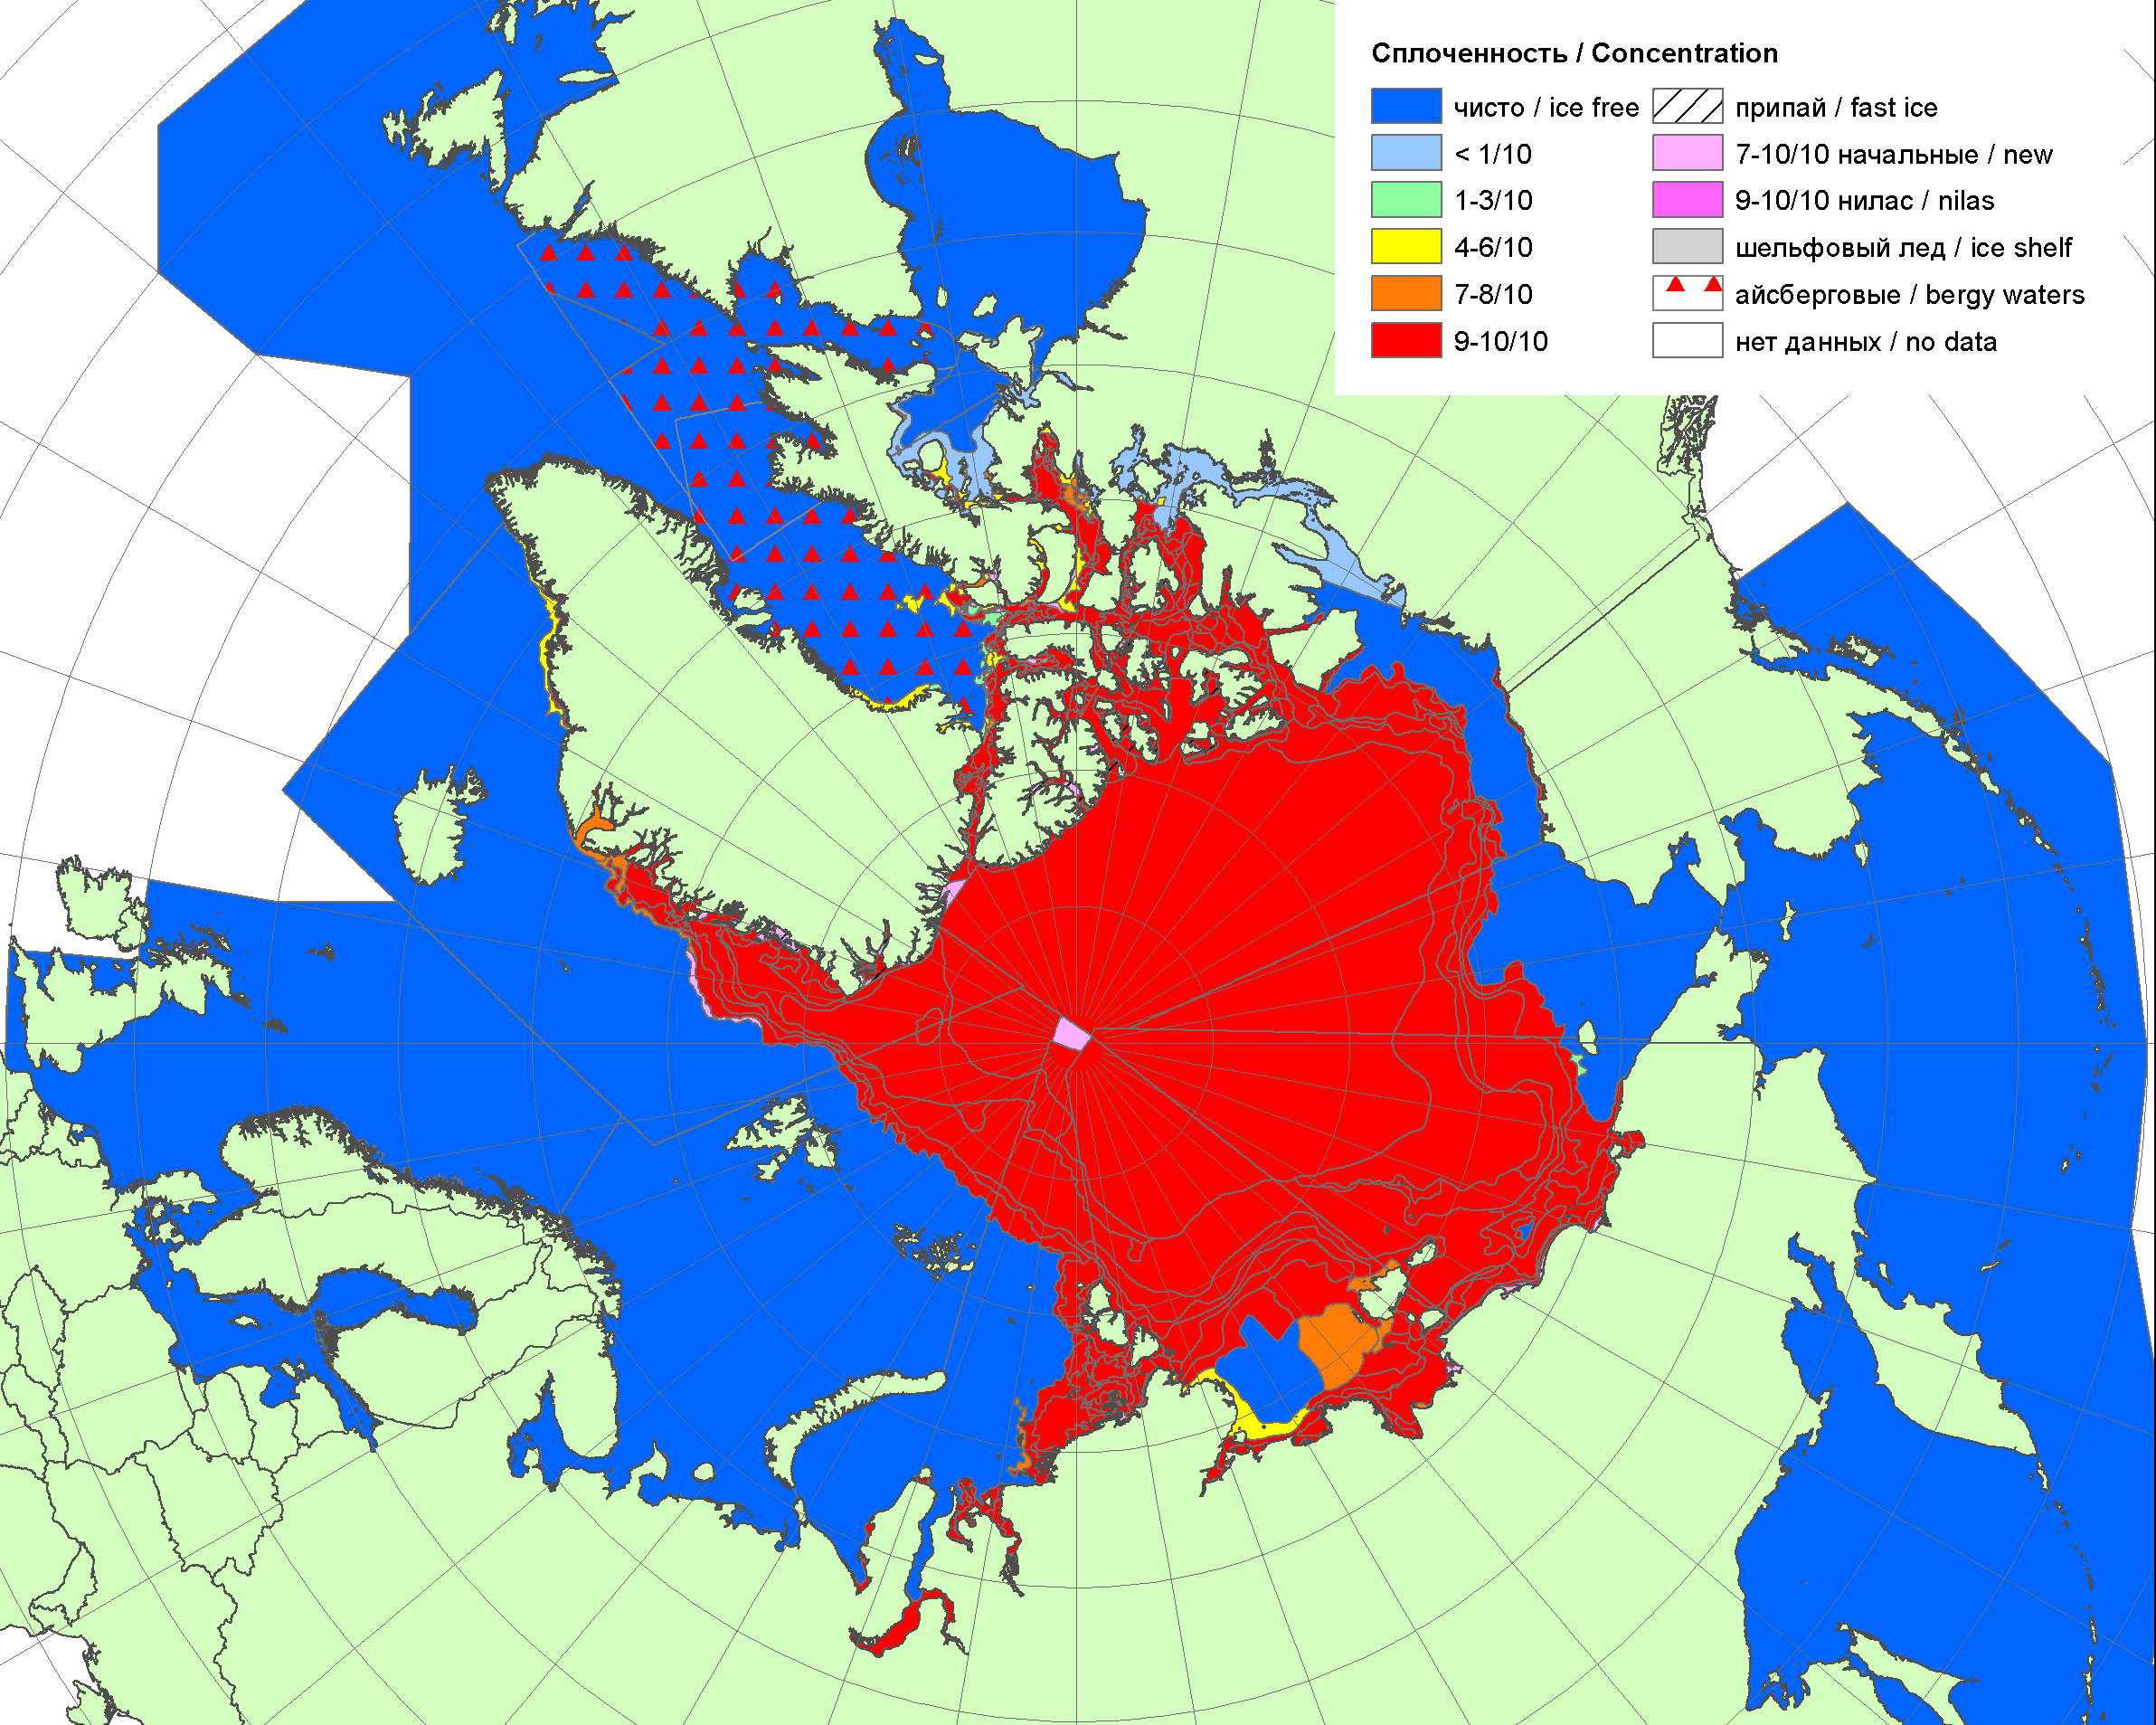 Сплоченность / Concentration
чисто / ice free
< 1/10
1-3/10
4-6/10
7-8/10
9-10/10
припай / fast ice
7-10/10 начальные / new
9-10/10 нилас / nilas
шельфовый лед / ice shelf
айсберговые / bergy waters
нет данных / no data